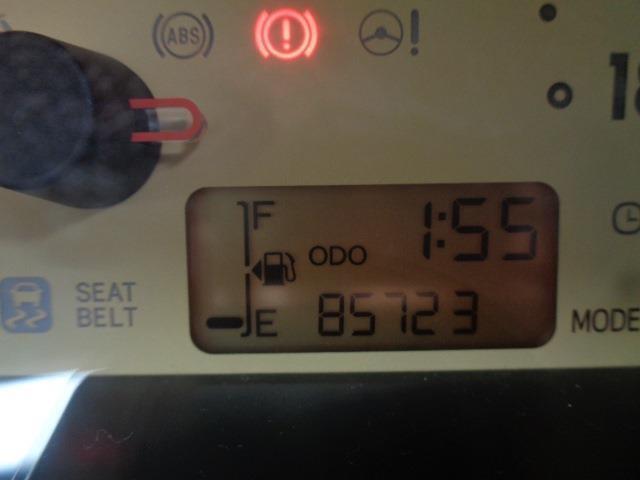 ABS
F
1:55
ODO
E
85723
SEAT
BELT
MODE